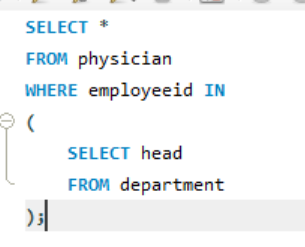 SELECT *
FROM physician
WHERE employeeid IN
(
SELECT head
FROM department
);